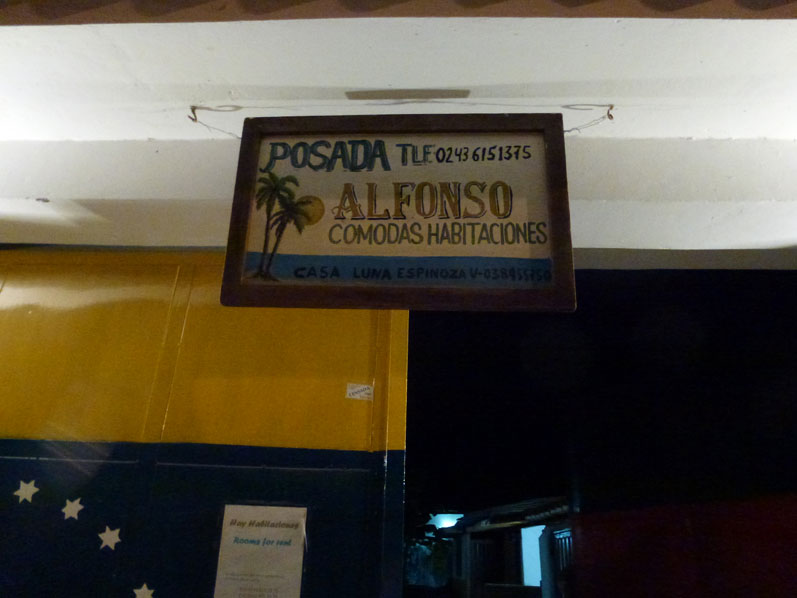 POSADA TLF 0243 6151375
ALFONSO
COMODAS HABITACIONES
CASA LUNA ESPINOZA
Hay Habitaciones
Rooms for rent